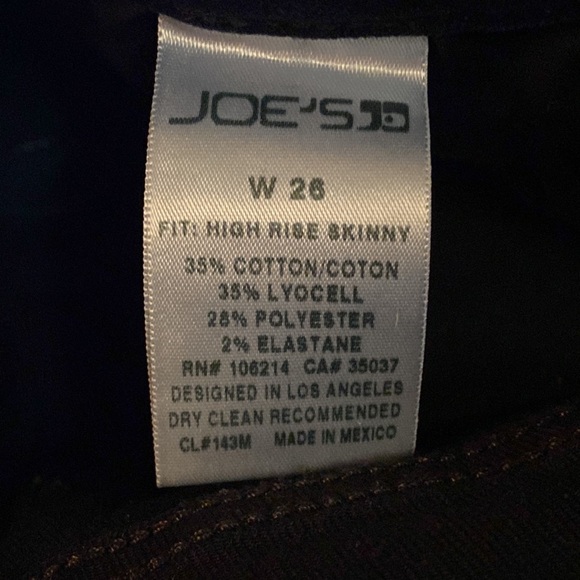 JOE'S
W 26
FIT: HIGH RISE SKINNY
35% COTTON/COTON
35% LYOCELL
28% POLYESTER
2% ELASTANE
RN# 106214 CA# 35037
DESIGNED IN LOS ANGELES
DRY CLEAN RECOMMENDED
CL#143M MADE IN MEXICO